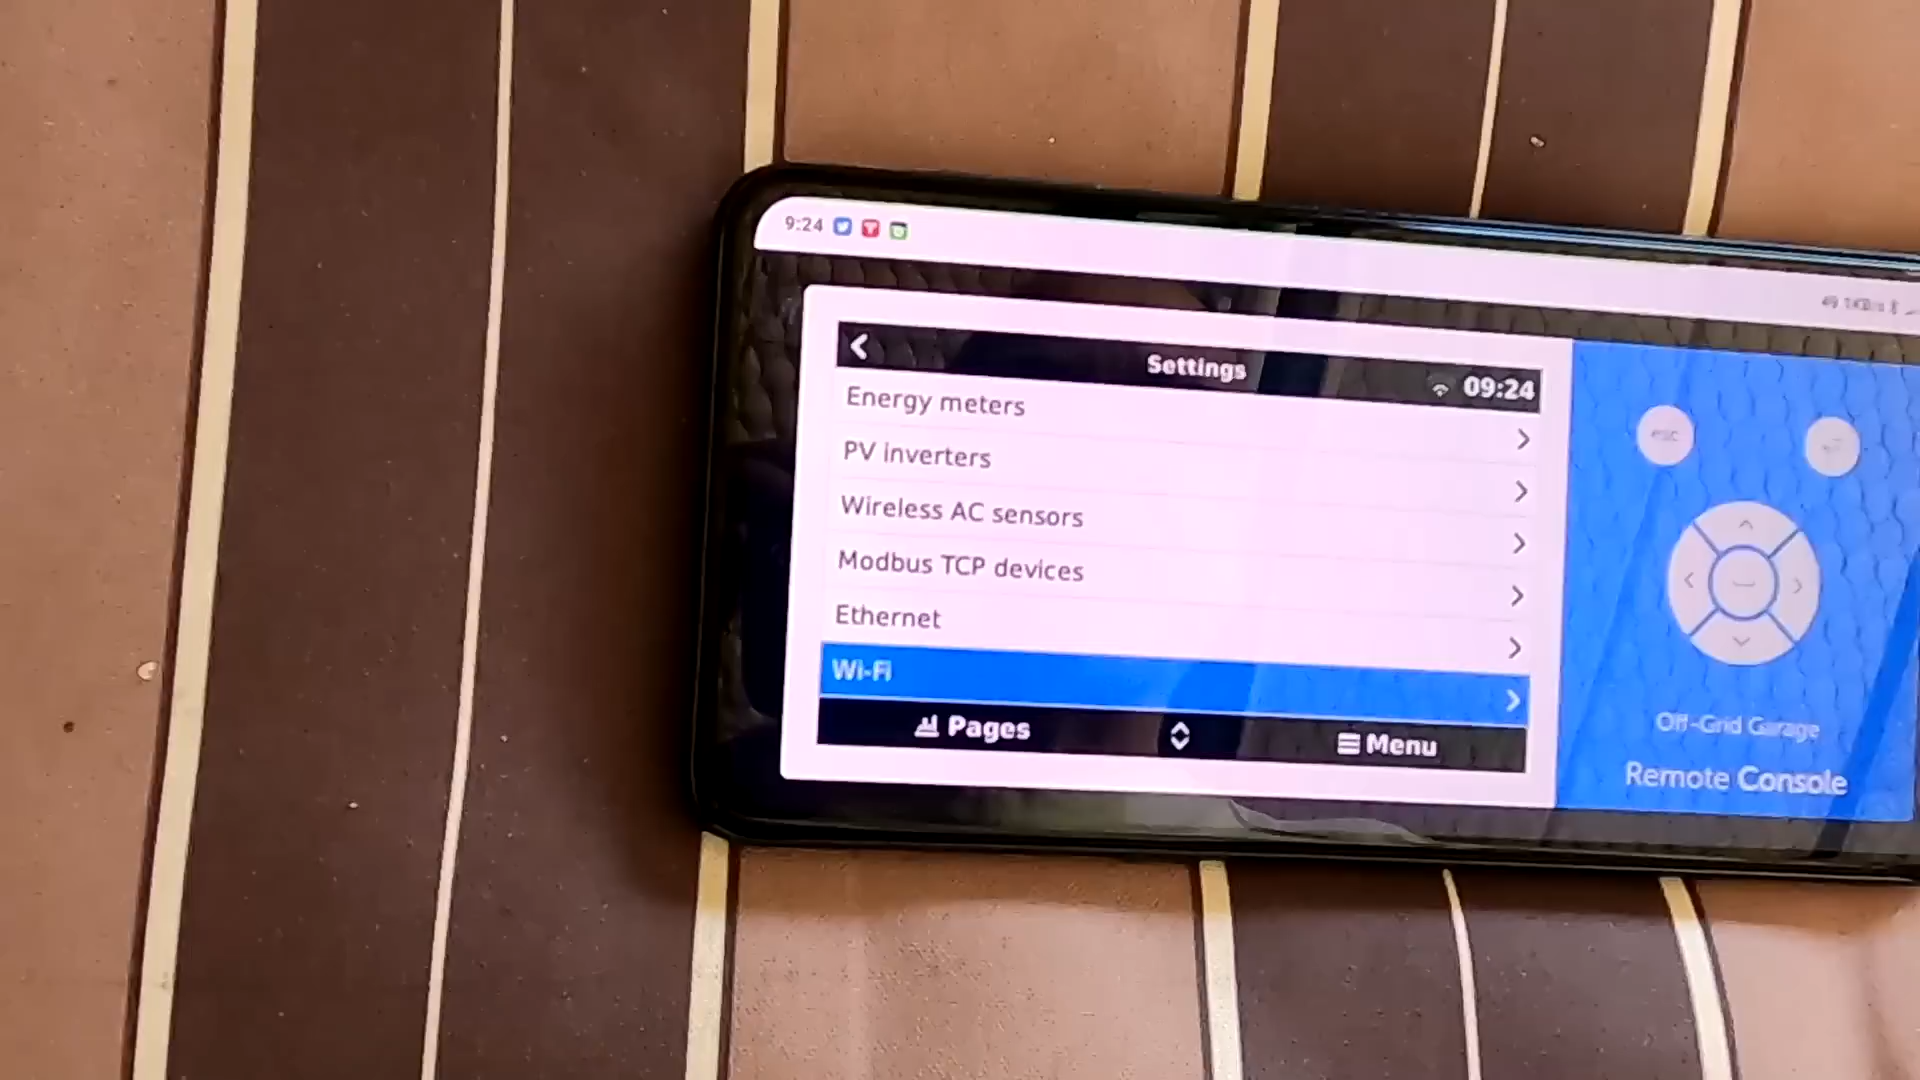 9:24
Settings
09:24
Energy meters
PV inverters
Wireless AC sensors
Modbus TCP devices
Ethernet
Wi-Fi
Pages
Menu
esc
Off-Grid Garage
Remote Console